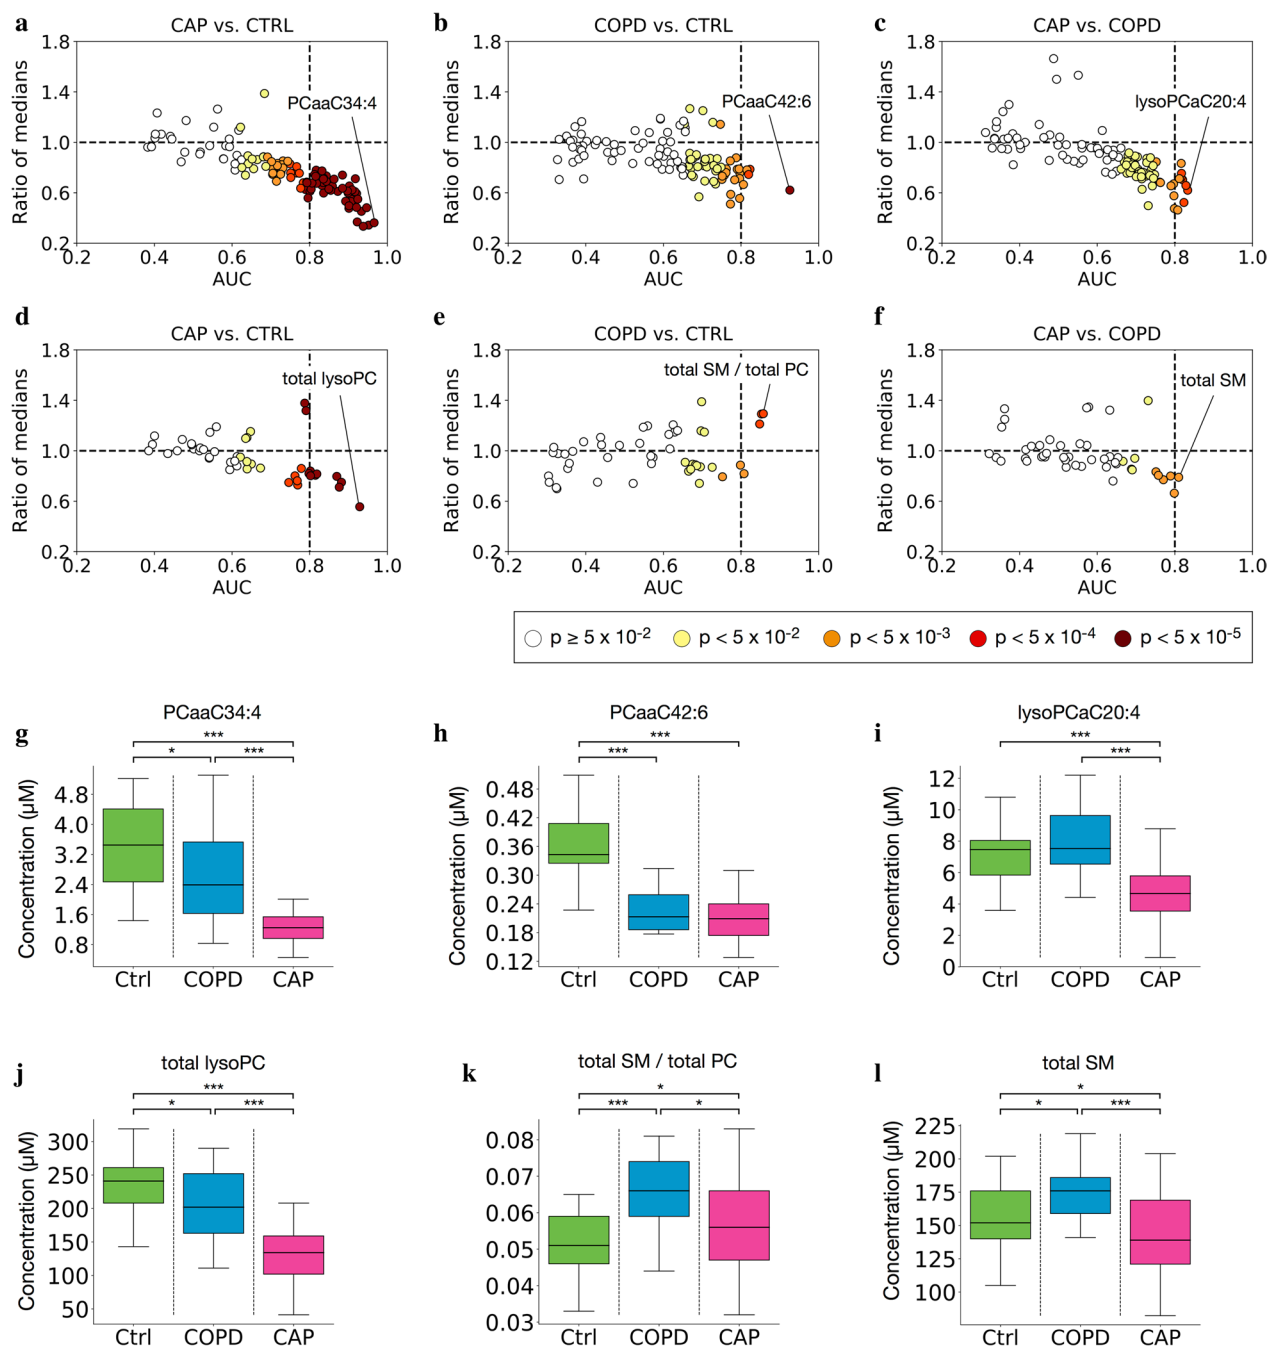 a CAP vs. CTRL
Ratio of medians
1.8
1.4
1.0
0.6
0.2
PCaaC34:4
0.2 0.4 0.6 0.8 1.0
AUC
b COPD vs. CTRL
Ratio of medians
1.8
1.4
1.0
0.6
0.2
PCaaC42:6
0.2 0.4 0.6 0.8 1.0
AUC
c CAP vs. COPD
Ratio of medians
1.8
1.4
1.0
0.6
0.2
lysoPCaC20:4
0.2 0.4 0.6 0.8 1.0
AUC
d CAP vs. CTRL
Ratio of medians
1.8
1.4
1.0
0.6
0.2
total lysoPC
0.2 0.4 0.6 0.8 1.0
AUC
e COPD vs. CTRL
Ratio of medians
1.8
1.4
1.0
0.6
0.2
total SM / total PC
0.2 0.4 0.6 0.8 1.0
AUC
f CAP vs. COPD
Ratio of medians
1.8
1.4
1.0
0.6
0.2
total SM
0.2 0.4 0.6 0.8 1.0
AUC
p ≥ 5 x 10⁻² p < 5 x 10⁻² p < 5 x 10⁻³ p < 5 x 10⁻⁴ p < 5 x 10⁻⁵
PCaaC34:4
g
***
* ***
Concentration (μM)
4.8
4.0
3.2
2.4
1.6
0.8
Ctrl COPD CAP
PCaaC42:6
h
***
***
Concentration (μM)
0.48
0.42
0.36
0.30
0.24
0.18
0.12
Ctrl COPD CAP
lysoPCaC20:4
i
***
***
Concentration (μM)
12
10
8
6
4
2
0
Ctrl COPD CAP
total lysoPC
j
***
* ***
Concentration (μM)
300
250
200
150
100
50
Ctrl COPD CAP
total SM / total PC
k
*
*** *
0.08
0.07
0.06
0.05
0.04
0.03
Ctrl COPD CAP
total SM
l
*
* ***
Concentration (μM)
225
200
175
150
125
100
Ctrl COPD CAP